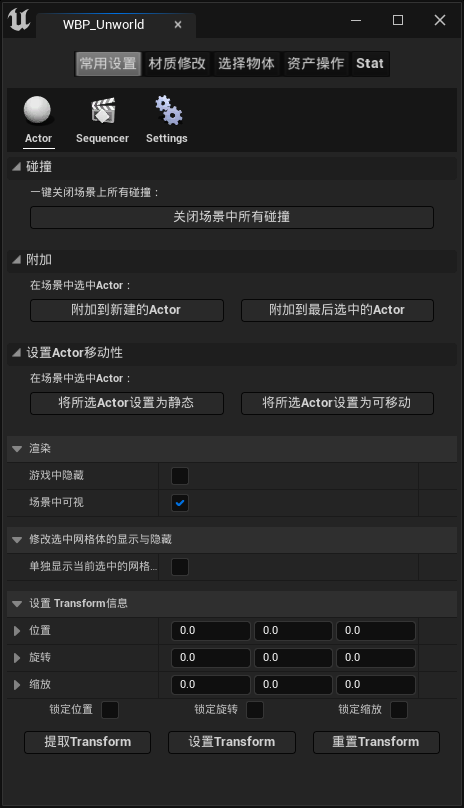 WBP_Unworld
常用设置 材质修改 选择物体 资产操作 Stat
Actor Sequencer Settings
碰撞
一键关闭场景上所有碰撞：
关闭场景中所有碰撞
附加
在场景中选中Actor：
附加到新建的Actor 附加到最后选中的Actor
设置Actor移动性
在场景中选中Actor：
将所选Actor设置为静态 将所选Actor设置为可移动
渲染
游戏中隐藏
场景中可视
修改选中网格体的显示与隐藏
单独显示当前选中的网格...
设置 Transform信息
位置 0.0 0.0 0.0
旋转 0.0 0.0 0.0
缩放 0.0 0.0 0.0
锁定位置 锁定旋转 锁定缩放
提取Transform 设置Transform 重置Transform